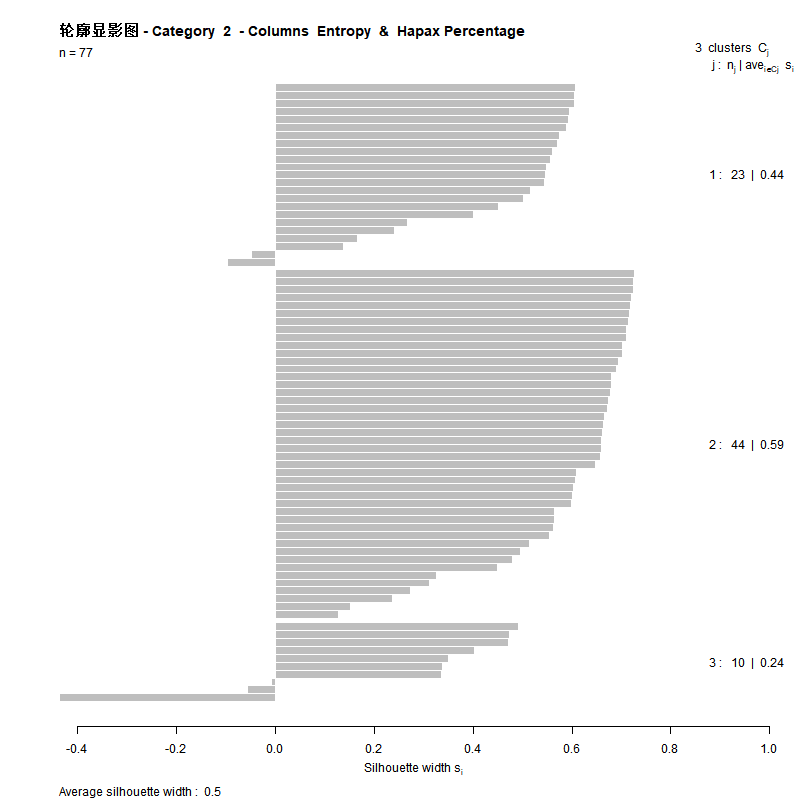 轮廓显影图 - Category 2 - Columns Entropy & Hapax Percentage
n = 77
3 clusters Cj
j : nj | avei∈Cj si
1 : 23 | 0.44
2 : 44 | 0.59
3 : 10 | 0.24
-0.4 -0.2 0.0 0.2 0.4 0.6 0.8 1.0
Silhouette width si
Average silhouette width : 0.5